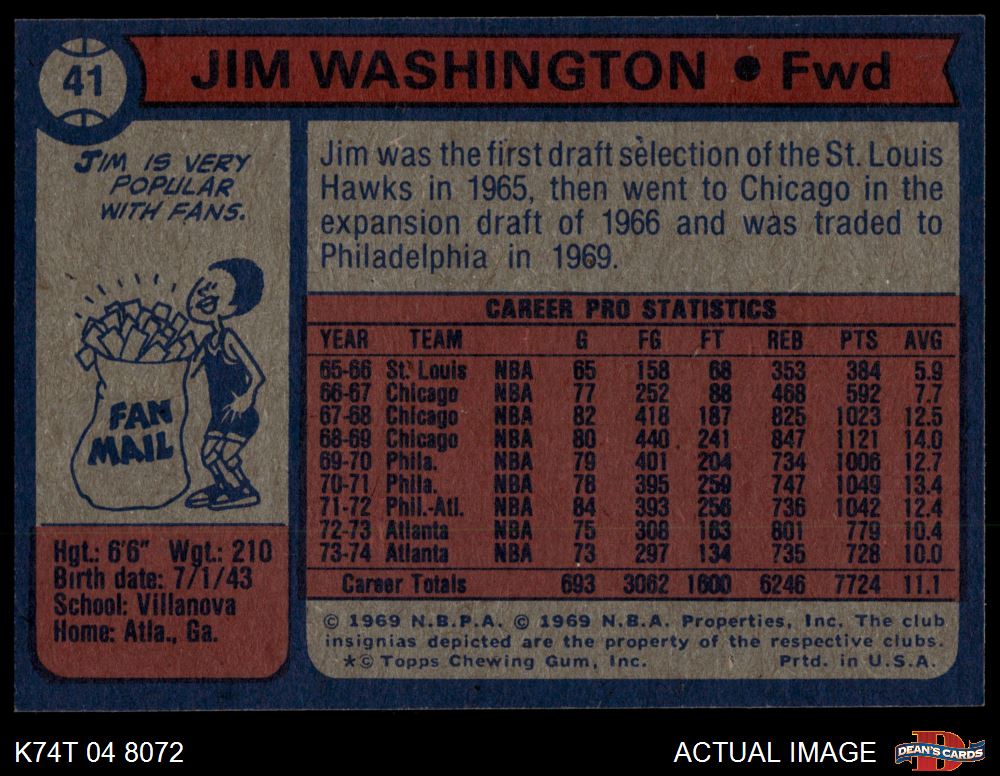 41
JIM WASHINGTON ● Fwd
JIM IS VERY
POPULAR
WITH FANS.
FAN
MAIL
Hgt.: 6'6" Wgt.: 210
Birth date: 7/1/43
School: Villanova
Home: Atla., Ga.
Jim was the first draft selection of the St. Louis
Hawks in 1965, then went to Chicago in the
expansion draft of 1966 and was traded to
Philadelphia in 1969.
CAREER PRO STATISTICS
YEAR TEAM G FG FT REB PTS AVG
65-66 St. Louis NBA 65 158 68 353 384 5.9
66-67 Chicago NBA 77 252 88 468 592 7.7
67-68 Chicago NBA 82 418 187 825 1023 12.5
68-69 Chicago NBA 80 440 241 847 1121 14.0
69-70 Phila. NBA 79 401 204 734 1006 12.7
70-71 Phila. NBA 78 395 259 747 1049 13.4
71-72 Phil.-Atl. NBA 84 393 256 736 1042 12.4
72-73 Atlanta NBA 75 308 163 801 779 10.4
73-74 Atlanta NBA 73 297 134 735 728 10.0
Career Totals 693 3062 1600 6246 7724 11.1
© 1969 N.B.P.A. © 1969 N.B.A. Properties, Inc. The club
insignias depicted are the property of the respective clubs.
★© Topps Chewing Gum, Inc. Prtd. in U.S.A.
K74T 04 8072
ACTUAL IMAGE
D
DEAN'S CARDS